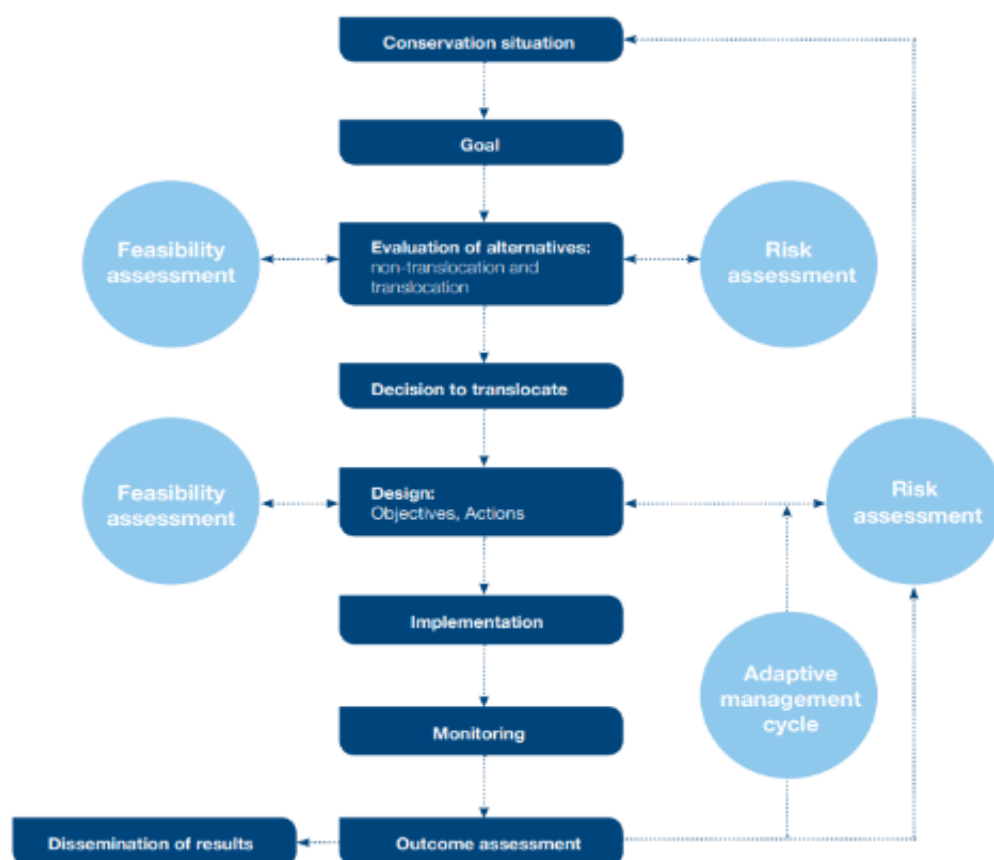 Conservation situation
Goal
Feasibility
assessment
Evaluation of alternatives:
non-translocation and
translocation
Risk
assessment
Decision to translocate
Feasibility
assessment
Design:
Objectives, Actions
Risk
assessment
Implementation
Adaptive
management
cycle
Monitoring
Dissemination of results
Outcome assessment